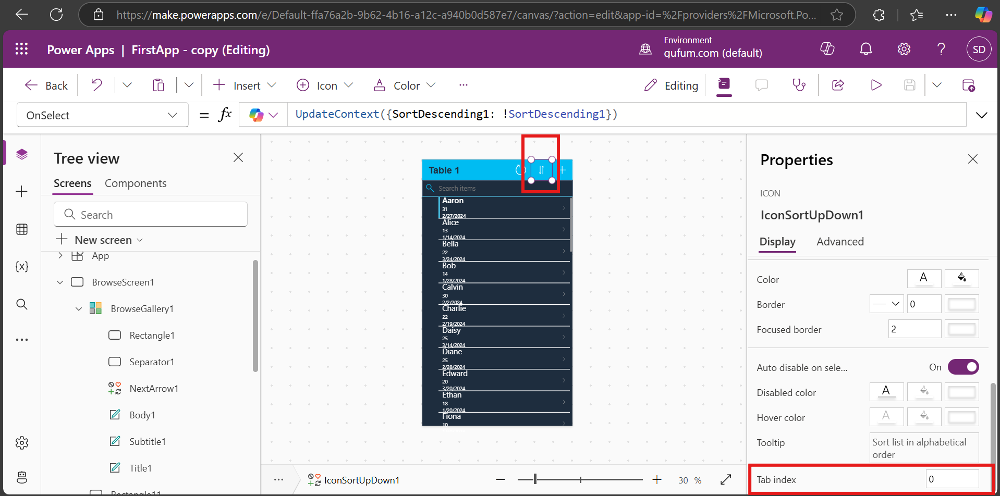 https://make.powerapps.com/e/Default-ffa76a2b-9b62-4b16-a12c-a940b0d587e7/canvas/?action=edit&app-id=%2Fproviders%2FMicrosoft.Po...
Power Apps | FirstApp - copy (Editing)
Environment
qufum.com (default)
SD
Back
Insert
Icon
Color
Editing
OnSelect
= fx
UpdateContext({SortDescending1: !SortDescending1})
Tree view
Screens
Components
Search
New screen
App
BrowseScreen1
BrowseGallery1
Rectangle1
Separator1
NextArrow1
Body1
Subtitle1
Title1
Rectangle11
Table 1
Search items
Aaron
31
2/27/2024
Alice
13
1/14/2024
Bella
22
3/24/2024
Bob
14
1/28/2024
Calvin
30
2/2/2024
Charlie
22
2/19/2024
Daisy
25
3/14/2024
Diane
25
2/28/2024
Edward
20
3/20/2024
Ethan
18
1/20/2024
Fiona
10
IconSortUpDown1
30 %
Properties
ICON
IconSortUpDown1
Display
Advanced
Color
A
Border
0
Focused border
2
Auto disable on sele...
On
Disabled color
A
Hover color
A
Tooltip
Sort list in alphabetical
order
Tab index
0